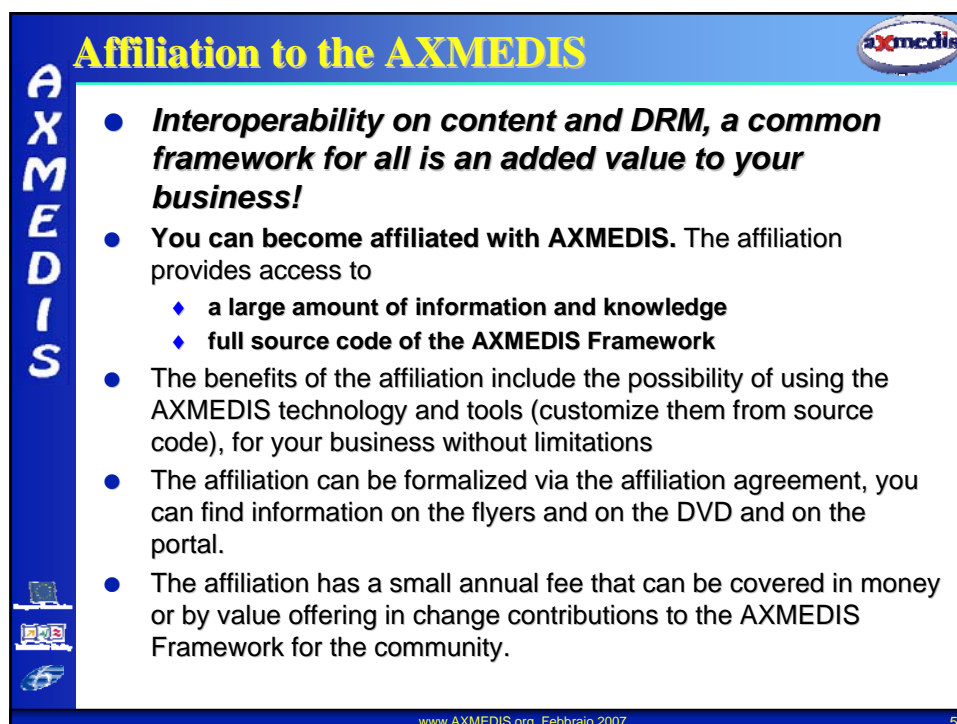 Affiliation to the AXMEDIS
axmedis
AXMEDIS
● Interoperability on content and DRM, a common
framework for all is an added value to your
business!
● You can become affiliated with AXMEDIS. The affiliation
provides access to
♦ a large amount of information and knowledge
♦ full source code of the AXMEDIS Framework
● The benefits of the affiliation include the possibility of using the
AXMEDIS technology and tools (customize them from source
code), for your business without limitations
● The affiliation can be formalized via the affiliation agreement, you
can find information on the flyers and on the DVD and on the
portal.
● The affiliation has a small annual fee that can be covered in money
or by value offering in change contributions to the AXMEDIS
Framework for the community.
www.AXMEDIS.org, Febbraio 2007
5